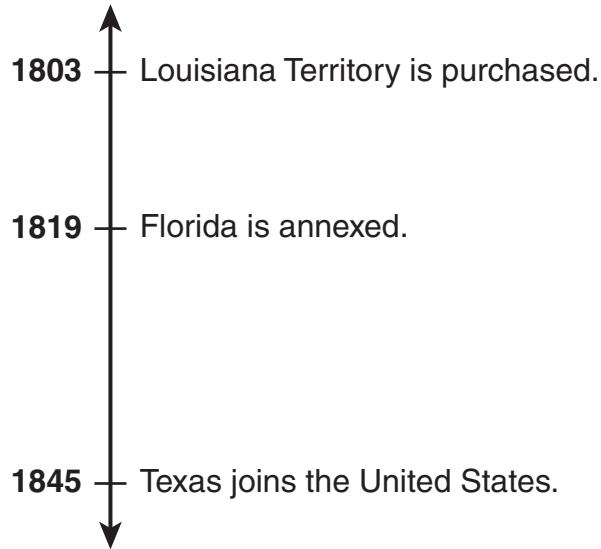 1803 Louisiana Territory is purchased.
1819 Florida is annexed.
1845 Texas joins the United States.